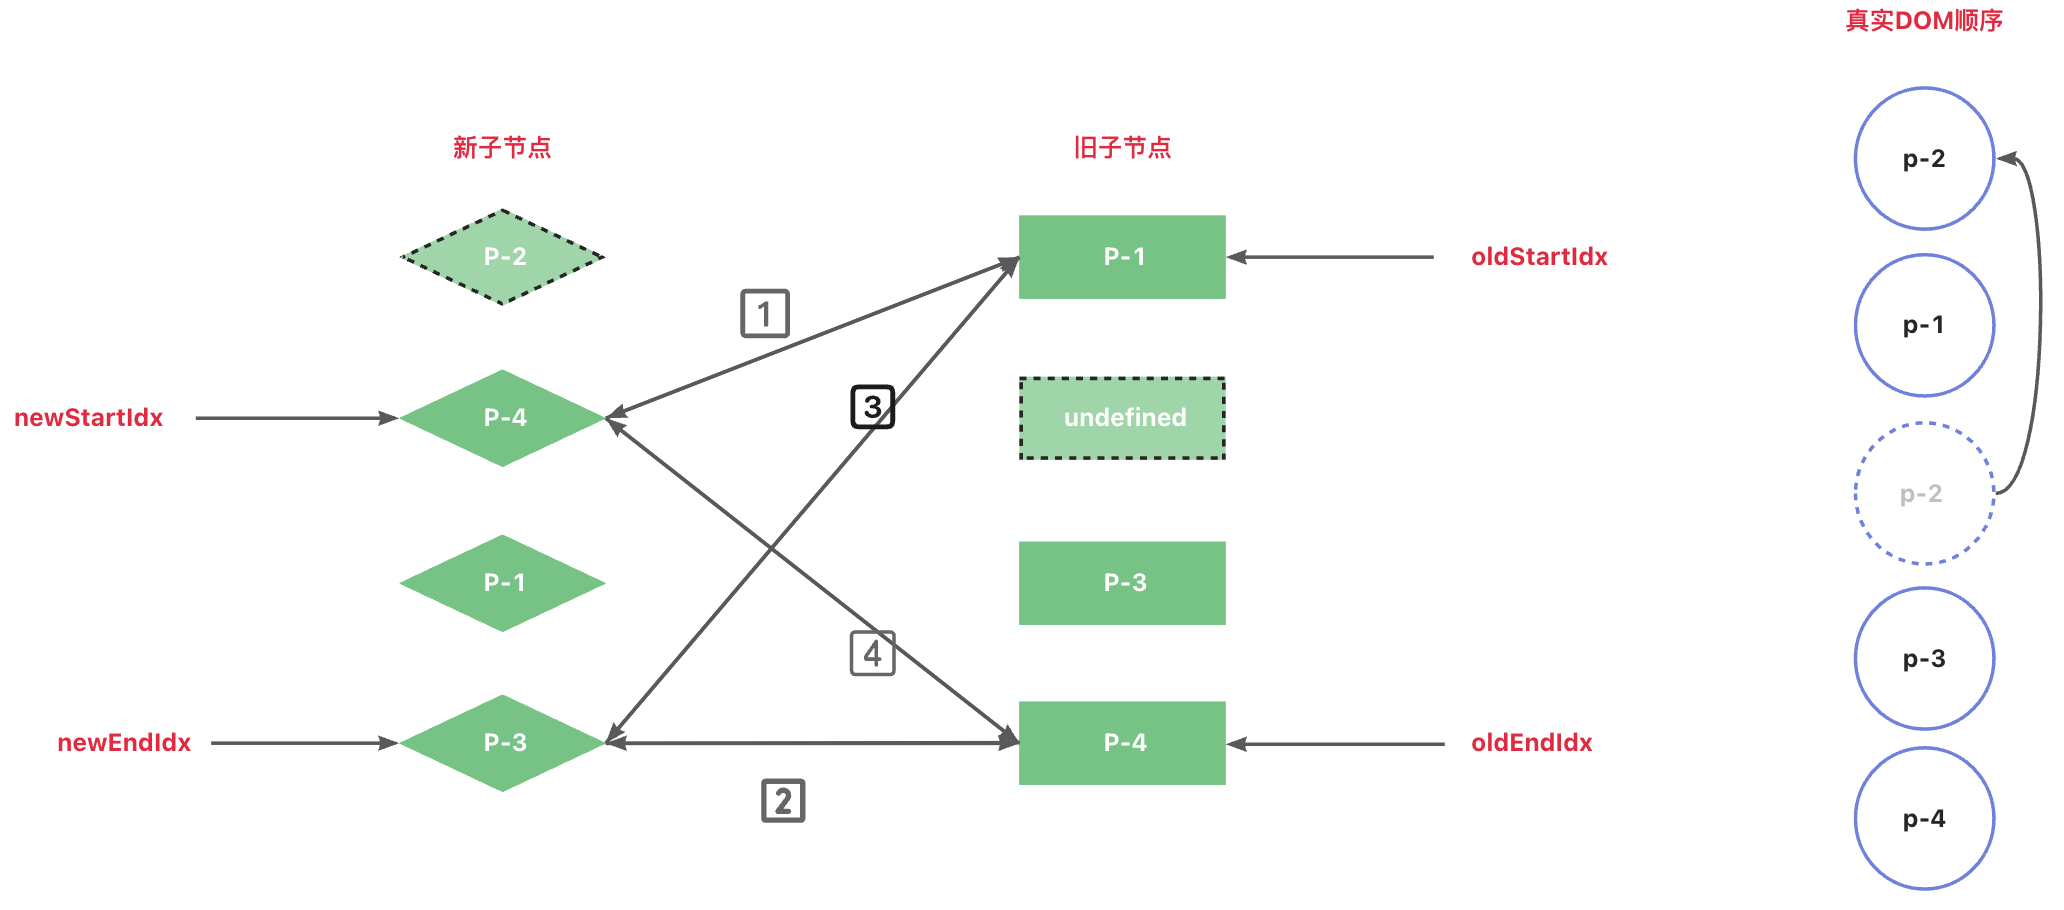 真实DOM顺序
新子节点
旧子节点
p-2
P-2
P-1
oldStartIdx
1
p-1
3
newStartIdx
P-4
undefined
p-2
P-1
P-3
4
p-3
newEndIdx
P-3
P-4
oldEndIdx
2
p-4